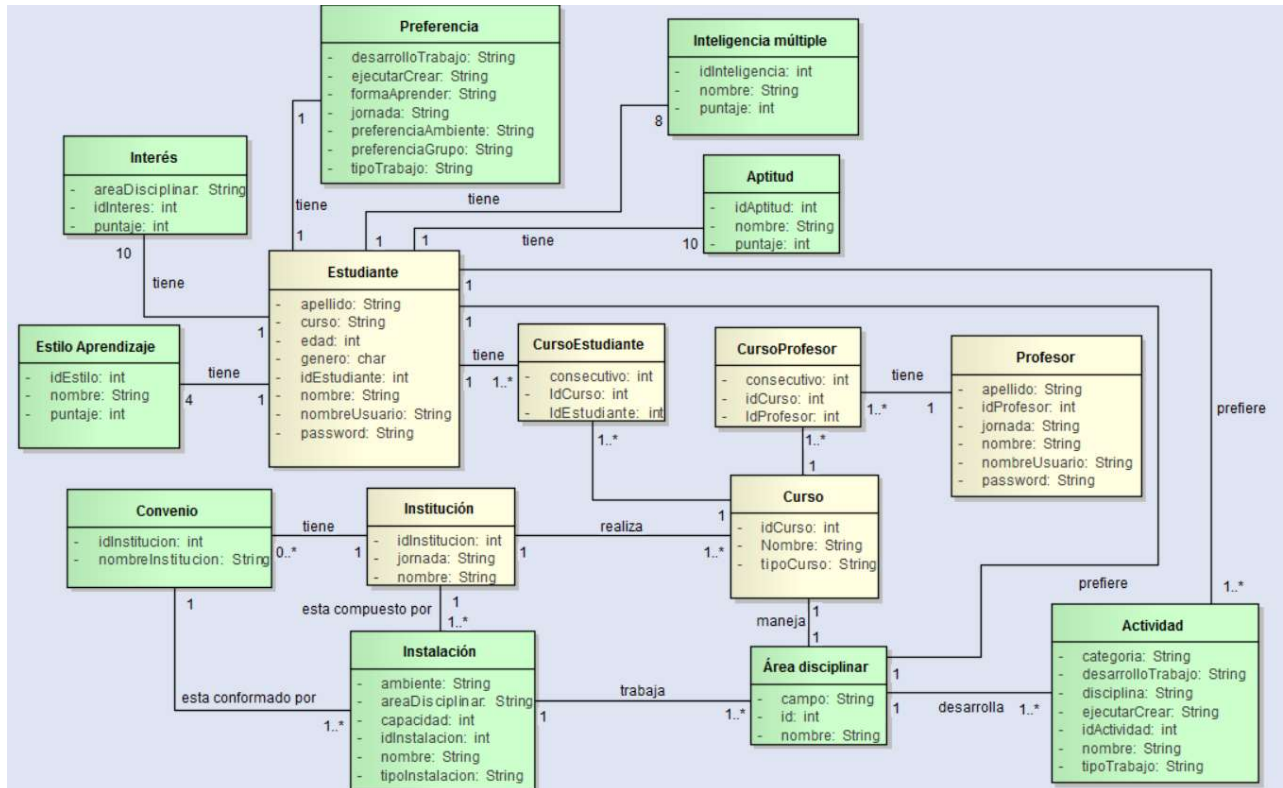 Preferencia
- desarrolloTrabajo: String
- ejecutarCrear: String
- formaAprender: String
- jornada: String
- preferenciaAmbiente: String
- preferenciaGrupo: String
- tipoTrabajo: String
Inteligencia múltiple
- idInteligencia: int
- nombre: String
- puntaje: int
1
8
tiene
tiene
1
1
Interés
- areaDisciplinar: String
- idInteres: int
- puntaje: int
10
tiene
1
Aptitud
- idAptitud: int
- nombre: String
- puntaje: int
1
tiene
10
Estudiante
- apellido: String
- curso: String
- edad: int
- genero: char
- idEstudiante: int
- nombre: String
- nombreUsuario: String
- password: String
1
1
Estilo Aprendizaje
- idEstilo: int
- nombre: String
- puntaje: int
tiene
4
1
tiene
1
1..*
CursoEstudiante
- consecutivo: int
- IdCurso: int
- IdEstudiante: int
1..*
1
CursoProfesor
- consecutivo: int
- idCurso: int
- IdProfesor: int
tiene
1..*
1
Profesor
- apellido: String
- idProfesor: int
- jornada: String
- nombre: String
- nombreUsuario: String
- password: String
prefiere
1..*
1
Convenio
- idInstitucion: int
- nombreInstitucion: String
tiene
0..*
1
Institución
- idInstitucion: int
- jornada: String
- nombre: String
realiza
1
1..*
Curso
- idCurso: int
- Nombre: String
- tipoCurso: String
1
esta compuesto por
1
1..*
maneja
1
1
prefiere
1
1..*
esta conformado por
1..*
Instalación
- ambiente: String
- areaDisciplinar: String
- capacidad: int
- idInstalacion: int
- nombre: String
- tipoInstalacion: String
trabaja
1
1..*
Área disciplinar
- campo: String
- id: int
- nombre: String
1
desarrolla
1..*
Actividad
- categoria: String
- desarrolloTrabajo: String
- disciplina: String
- ejecutarCrear: String
- idActividad: int
- nombre: String
- tipoTrabajo: String